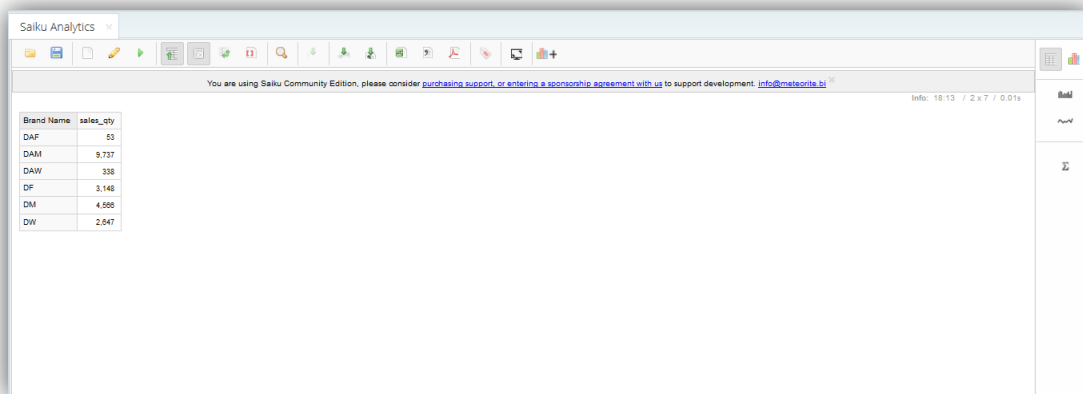 Saiku Analytics ×
You are using Saiku Community Edition, please consider purchasing support, or entering a sponsorship agreement with us to support development. info@meteorite.bi
Info: 18:13 / 2 x 7 / 0.01s
Brand Name sales_qty
DAF 53
DAM 9,737
DAW 338
DF 3,148
DM 4,566
DW 2,647
Σ